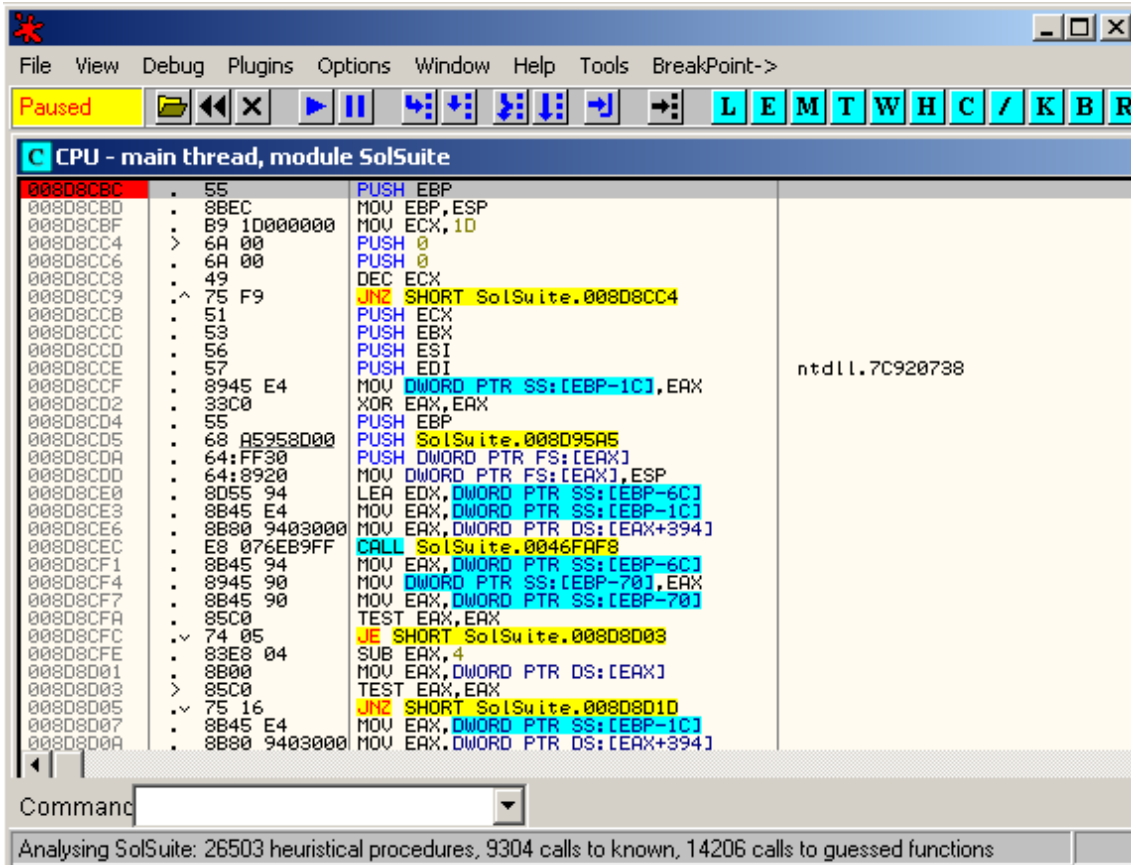 File View Debug Plugins Options Window Help Tools BreakPoint->
Paused L E M T W H C / K B R
C CPU - main thread, module SolSuite
008D8CBC . 55 PUSH EBP
008D8CBD . 8BEC MOV EBP,ESP
008D8CBF . B9 1D000000 MOV ECX,1D
008D8CC4 > 6A 00 PUSH 0
008D8CC6 . 6A 00 PUSH 0
008D8CC8 . 49 DEC ECX
008D8CC9 .^ 75 F9 JNZ SHORT SolSuite.008D8CC4
008D8CCB . 51 PUSH ECX
008D8CCC . 53 PUSH EBX
008D8CCD . 56 PUSH ESI
008D8CCE . 57 PUSH EDI ntdll.7C920738
008D8CCF . 8945 E4 MOV DWORD PTR SS:[EBP-1C],EAX
008D8CD2 . 33C0 XOR EAX,EAX
008D8CD4 . 55 PUSH EBP
008D8CD5 . 68 A5958D00 PUSH SolSuite.008D95A5
008D8CDA . 64:FF30 PUSH DWORD PTR FS:[EAX]
008D8CDD . 64:8920 MOV DWORD PTR FS:[EAX],ESP
008D8CE0 . 8D55 94 LEA EDX,DWORD PTR SS:[EBP-6C]
008D8CE3 . 8B45 E4 MOV EAX,DWORD PTR SS:[EBP-1C]
008D8CE6 . 8B80 9403000 MOV EAX,DWORD PTR DS:[EAX+394]
008D8CEC . E8 076EB9FF CALL SolSuite.0046FAF8
008D8CF1 . 8B45 94 MOV EAX,DWORD PTR SS:[EBP-6C]
008D8CF4 . 8945 90 MOV DWORD PTR SS:[EBP-70],EAX
008D8CF7 . 8B45 90 MOV EAX,DWORD PTR SS:[EBP-70]
008D8CFA . 85C0 TEST EAX,EAX
008D8CFC .v 74 05 JE SHORT SolSuite.008D8D03
008D8CFE . 83E8 04 SUB EAX,4
008D8D01 . 8B00 MOV EAX,DWORD PTR DS:[EAX]
008D8D03 > 85C0 TEST EAX,EAX
008D8D05 .v 75 16 JNZ SHORT SolSuite.008D8D1D
008D8D07 . 8B45 E4 MOV EAX,DWORD PTR SS:[EBP-1C]
008D8D0A . 8B80 9403000 MOV EAX,DWORD PTR DS:[EAX+394]
Command
Analysing SolSuite: 26503 heuristical procedures, 9304 calls to known, 14206 calls to guessed functions